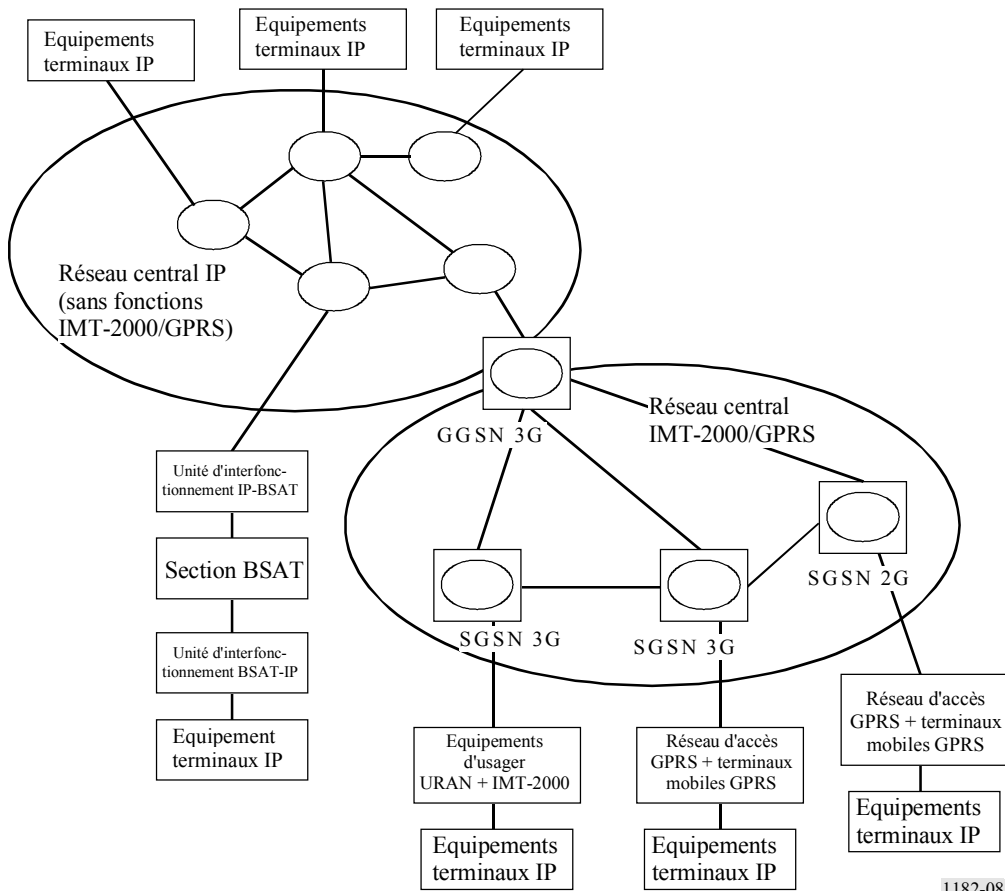 Equipements
terminaux IP
Equipements
terminaux IP
Equipements
terminaux IP
Réseau central IP
(sans fonctions
IMT-2000/GPRS)
GGSN 3G
Réseau central
IMT-2000/GPRS
Unité d'interfonc-
tionnement IP-BSAT
Section BSAT
Unité d'interfonc-
tionnement BSAT-IP
Equipement
terminaux IP
SGSN 3G
SGSN 3G
SGSN 2G
Equipements
d'usager
URAN + IMT-2000
Equipements
terminaux IP
Réseau d'accès
GPRS + terminaux
mobiles GPRS
Equipements
terminaux IP
Réseau d'accès
GPRS + terminaux
mobiles GPRS
Equipements
terminaux IP
1182-08